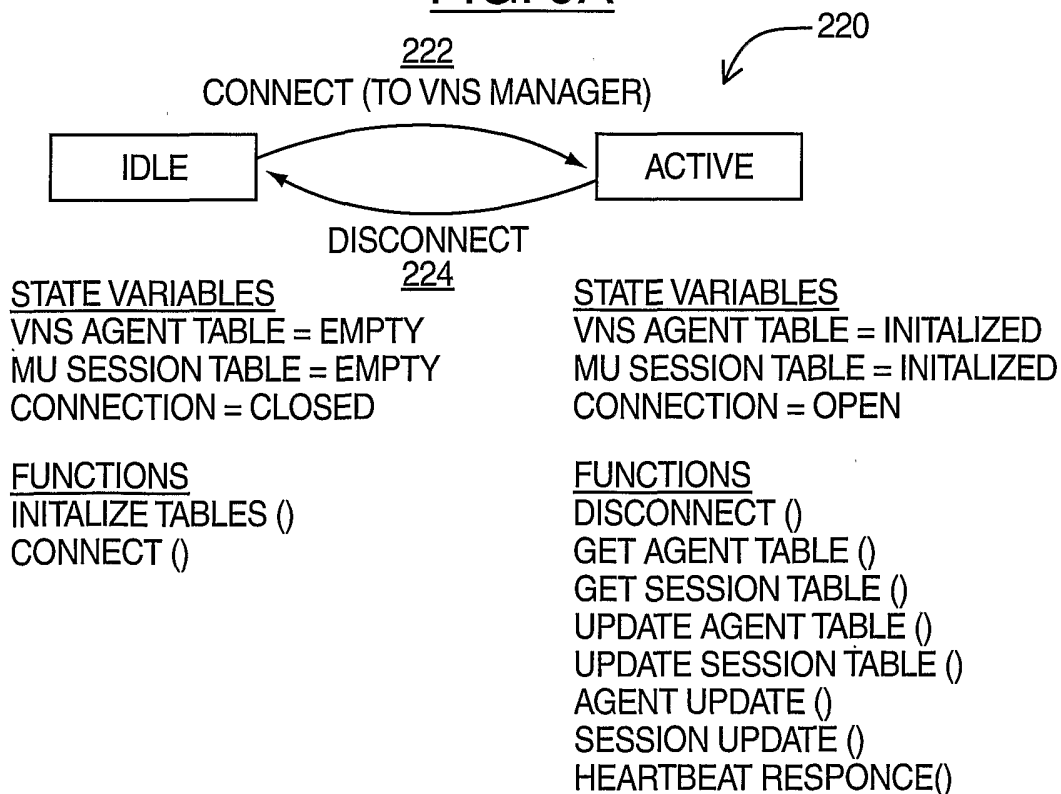 220
222
CONNECT (TO VNS MANAGER)
IDLE
ACTIVE
DISCONNECT
224
STATE VARIABLES
VNS AGENT TABLE = EMPTY
MU SESSION TABLE = EMPTY
CONNECTION = CLOSED
FUNCTIONS
INITALIZE TABLES ()
CONNECT ()
STATE VARIABLES
VNS AGENT TABLE = INITALIZED
MU SESSION TABLE = INITALIZED
CONNECTION = OPEN
FUNCTIONS
DISCONNECT ()
GET AGENT TABLE ()
GET SESSION TABLE ()
UPDATE AGENT TABLE ()
UPDATE SESSION TABLE ()
AGENT UPDATE ()
SESSION UPDATE ()
HEARTBEAT RESPONCE()